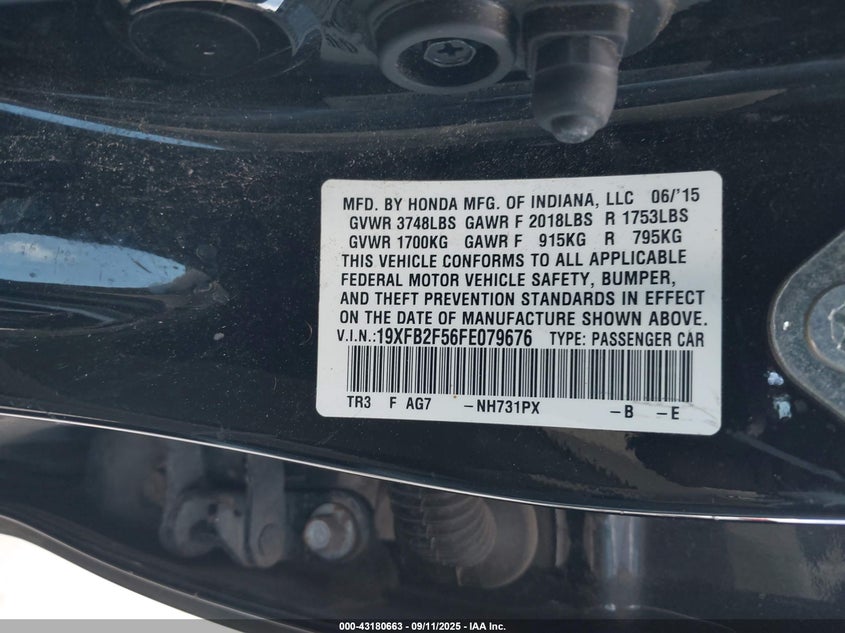 MFD. BY HONDA MFG. OF INDIANA, LLC 06/'15
GVWR 3748LBS GAWR F 2018LBS R 1753LBS
GVWR 1700KG GAWR F 915KG R 795KG
THIS VEHICLE CONFORMS TO ALL APPLICABLE
FEDERAL MOTOR VEHICLE SAFETY, BUMPER,
AND THEFT PREVENTION STANDARDS IN EFFECT
ON THE DATE OF MANUFACTURE SHOWN ABOVE.
V.I.N.:19XFB2F56FE079676 TYPE: PASSENGER CAR
TR3 F AG7 -NH731PX -B -E
000-43180663 - 09/11/2025 - IAA Inc.